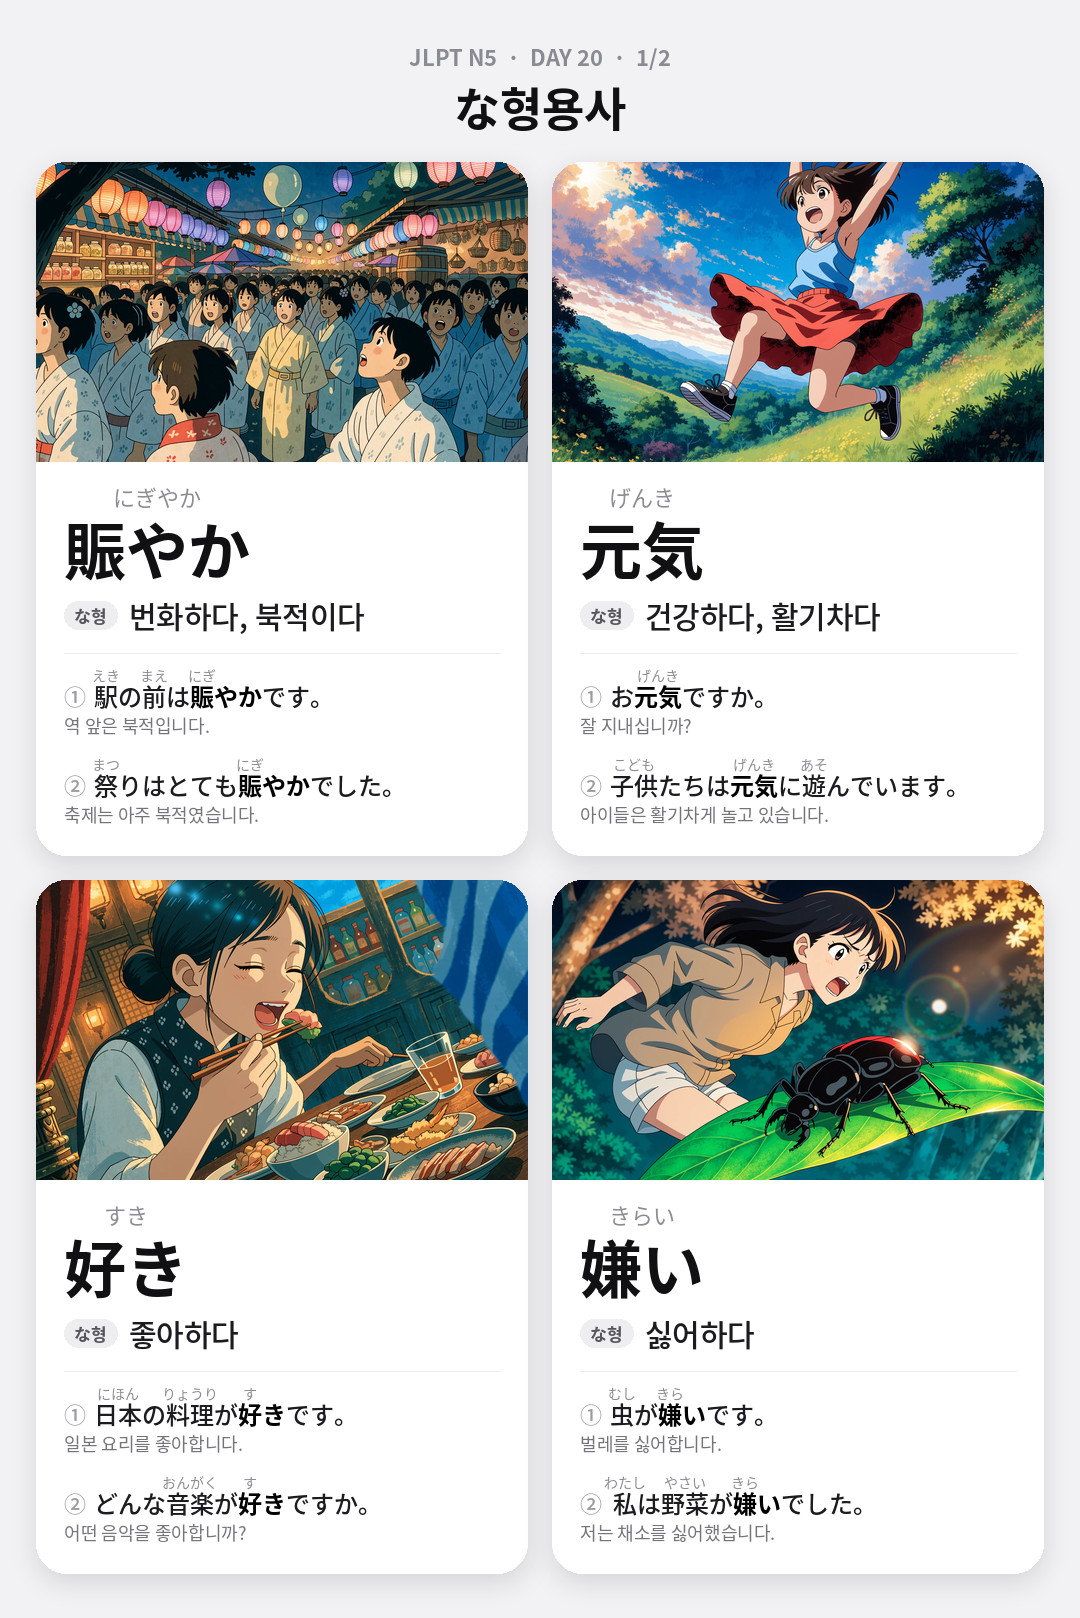 JLPT N5 · DAY 20 · 1/2
な형용사
にぎやか
賑やか
な형 번화하다, 북적이다
えき まえ にぎ
① 駅の前は賑やかです。
역 앞은 북적입니다.
まつ にぎ
② 祭りはとても賑やかでした。
축제는 아주 북적였습니다.
げんき
元気
な형 건강하다, 활기차다
げんき
① お元気ですか。
잘 지내십니까?
こども げんき あそ
② 子供たちは元気に遊んでいます。
아이들은 활기차게 놀고 있습니다.
すき
好き
な형 좋아하다
にほん りょうり す
① 日本の料理が好きです。
일본 요리를 좋아합니다.
おんがく す
② どんな音楽が好きですか。
어떤 음악을 좋아합니까?
きらい
嫌い
な형 싫어하다
むし きら
① 虫が嫌いです。
벌레를 싫어합니다.
わたし やさい きら
② 私は野菜が嫌いでした。
저는 채소를 싫어했습니다.